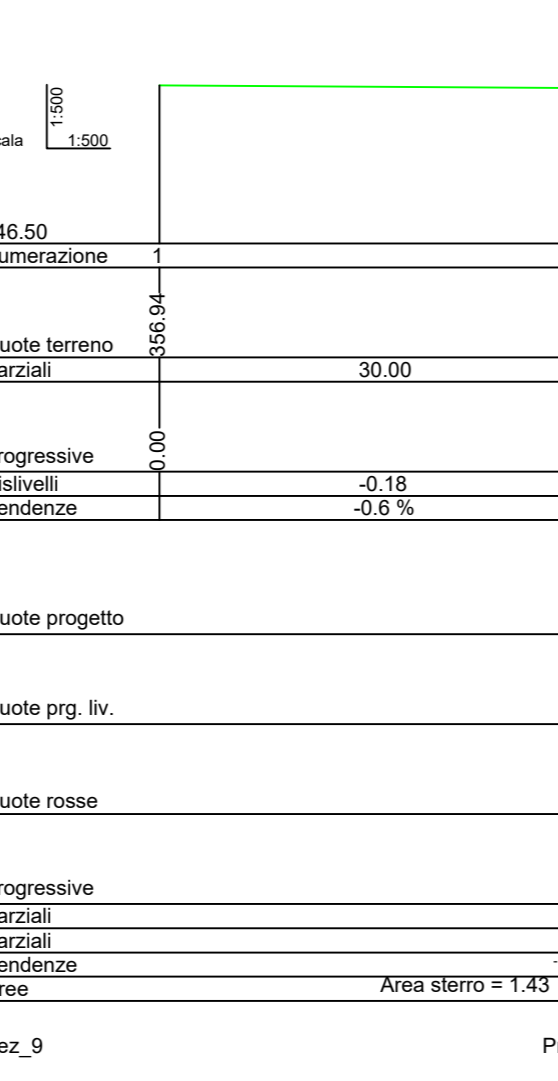 1:500
cala 1:500
46.50
umerazione 1
356.94
uote terreno
arziali 30.00
0.00
rogressive
islivelli -0.18
endenze -0.6 %
uote progetto
uote prg. liv.
uote rosse
rogressive
arziali
arziali
endenze
ree Area sterro = 1.43
ez_9 P